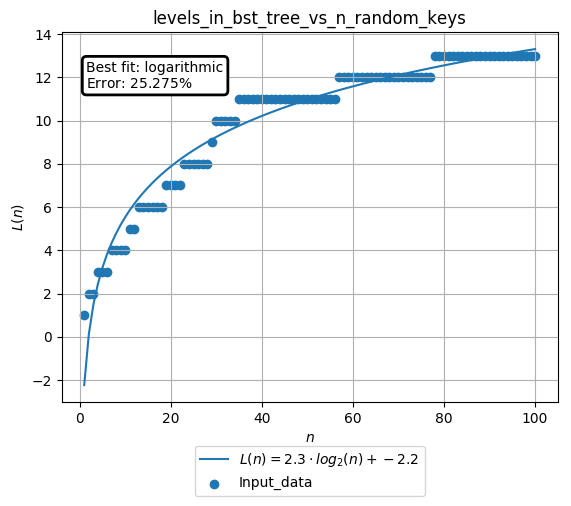 levels_in_bst_tree_vs_n_random_keys
Best fit: logarithmic
Error: 25.275%
14
12
10
8
6
4
2
0
−2
L(n)
0 20 40 60 80 100
n
L(n) = 2.3 · log₂(n) + −2.2
Input_data